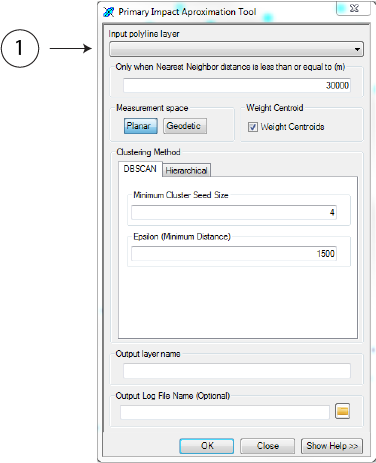 Primary Impact Aproximation Tool
1
Input polyline layer
Only when Nearest Neighbor distance is less than or equal to (m)
30000
Measurement space
Weight Centroid
Planar
Geodetic
Weight Centroids
Clustering Method
DBSCAN
Hierarchical
Minimum Cluster Seed Size
4
Epsilon (Minimum Distance)
1500
Output layer name
Output Log File Name (Optional)
OK
Close
Show Help >>